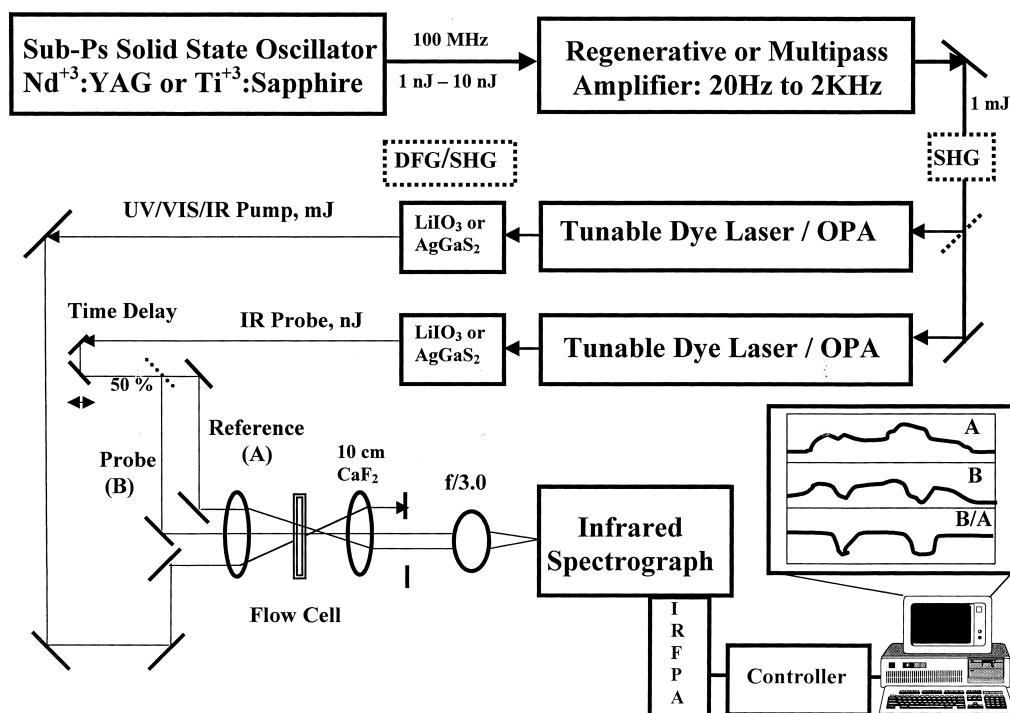 Sub-Ps Solid State Oscillator
Nd+3:YAG or Ti+3:Sapphire
100 MHz
1 nJ – 10 nJ
Regenerative or Multipass
Amplifier: 20Hz to 2KHz
1 mJ
DFG/SHG
SHG
UV/VIS/IR Pump, mJ
LiIO3 or
AgGaS2
Tunable Dye Laser / OPA
Time Delay
IR Probe, nJ
LiIO3 or
AgGaS2
Tunable Dye Laser / OPA
50 %
Reference
(A)
Probe
(B)
10 cm
CaF2
f/3.0
Flow Cell
Infrared
Spectrograph
A
B
B/A
I
R
F
P
A
Controller